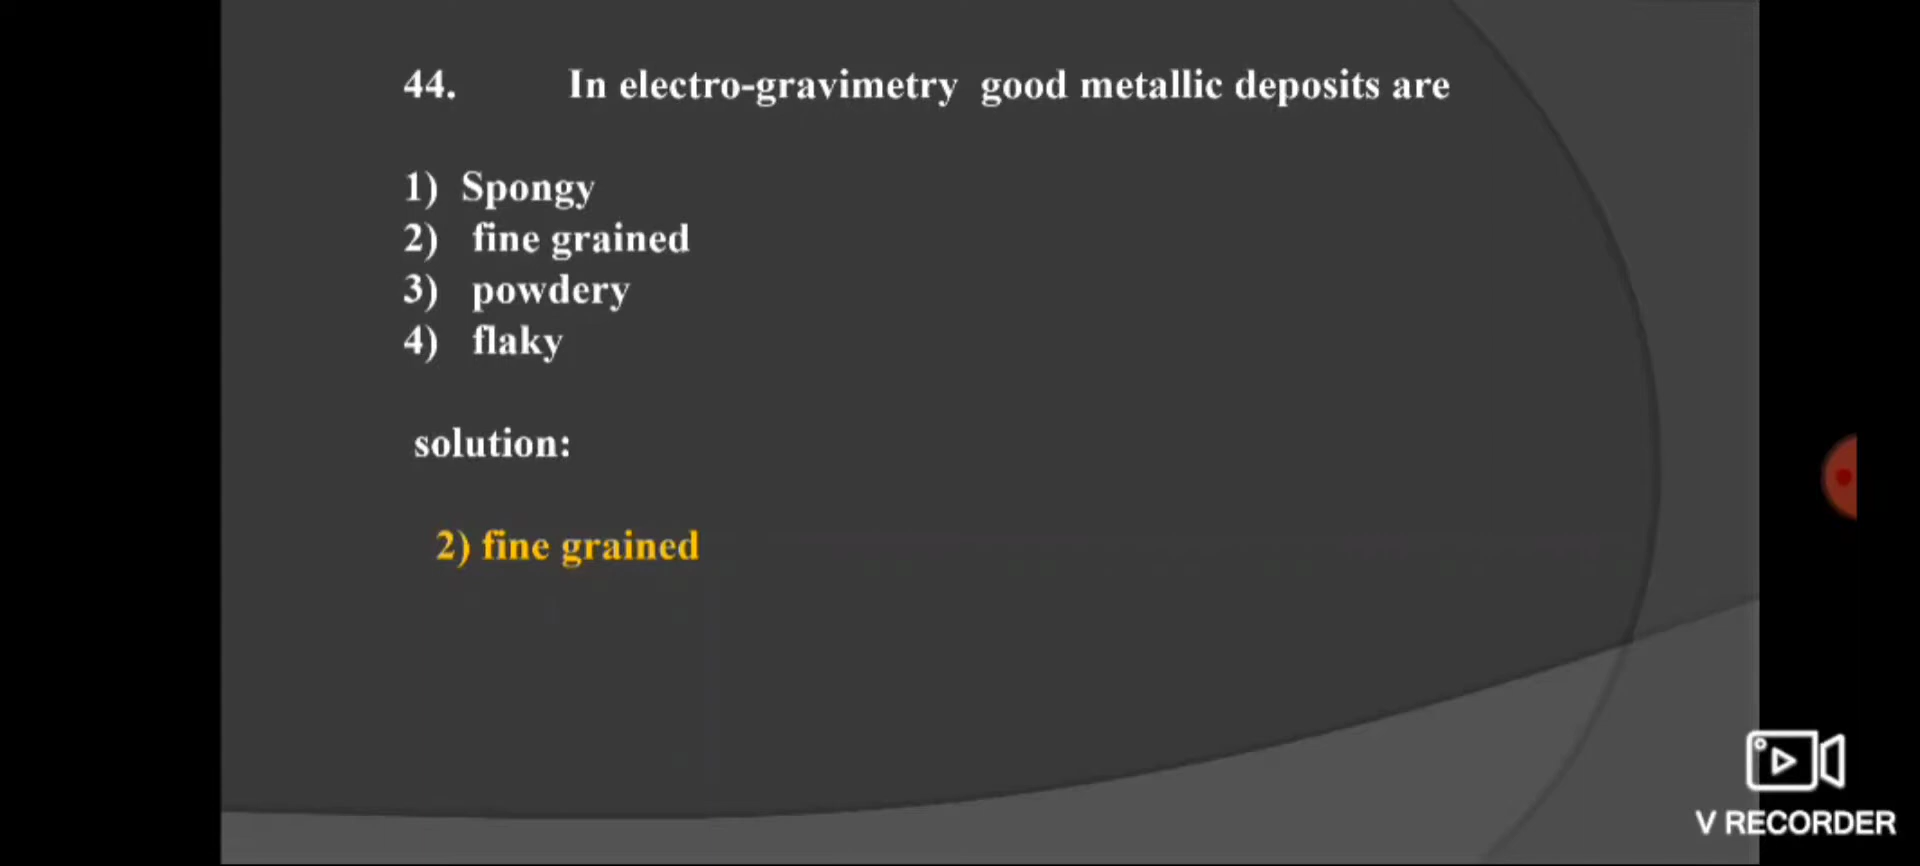 44. In electro-gravimetry good metallic deposits are
1) Spongy
2) fine grained
3) powdery
4) flaky
solution:
2) fine grained
V RECORDER